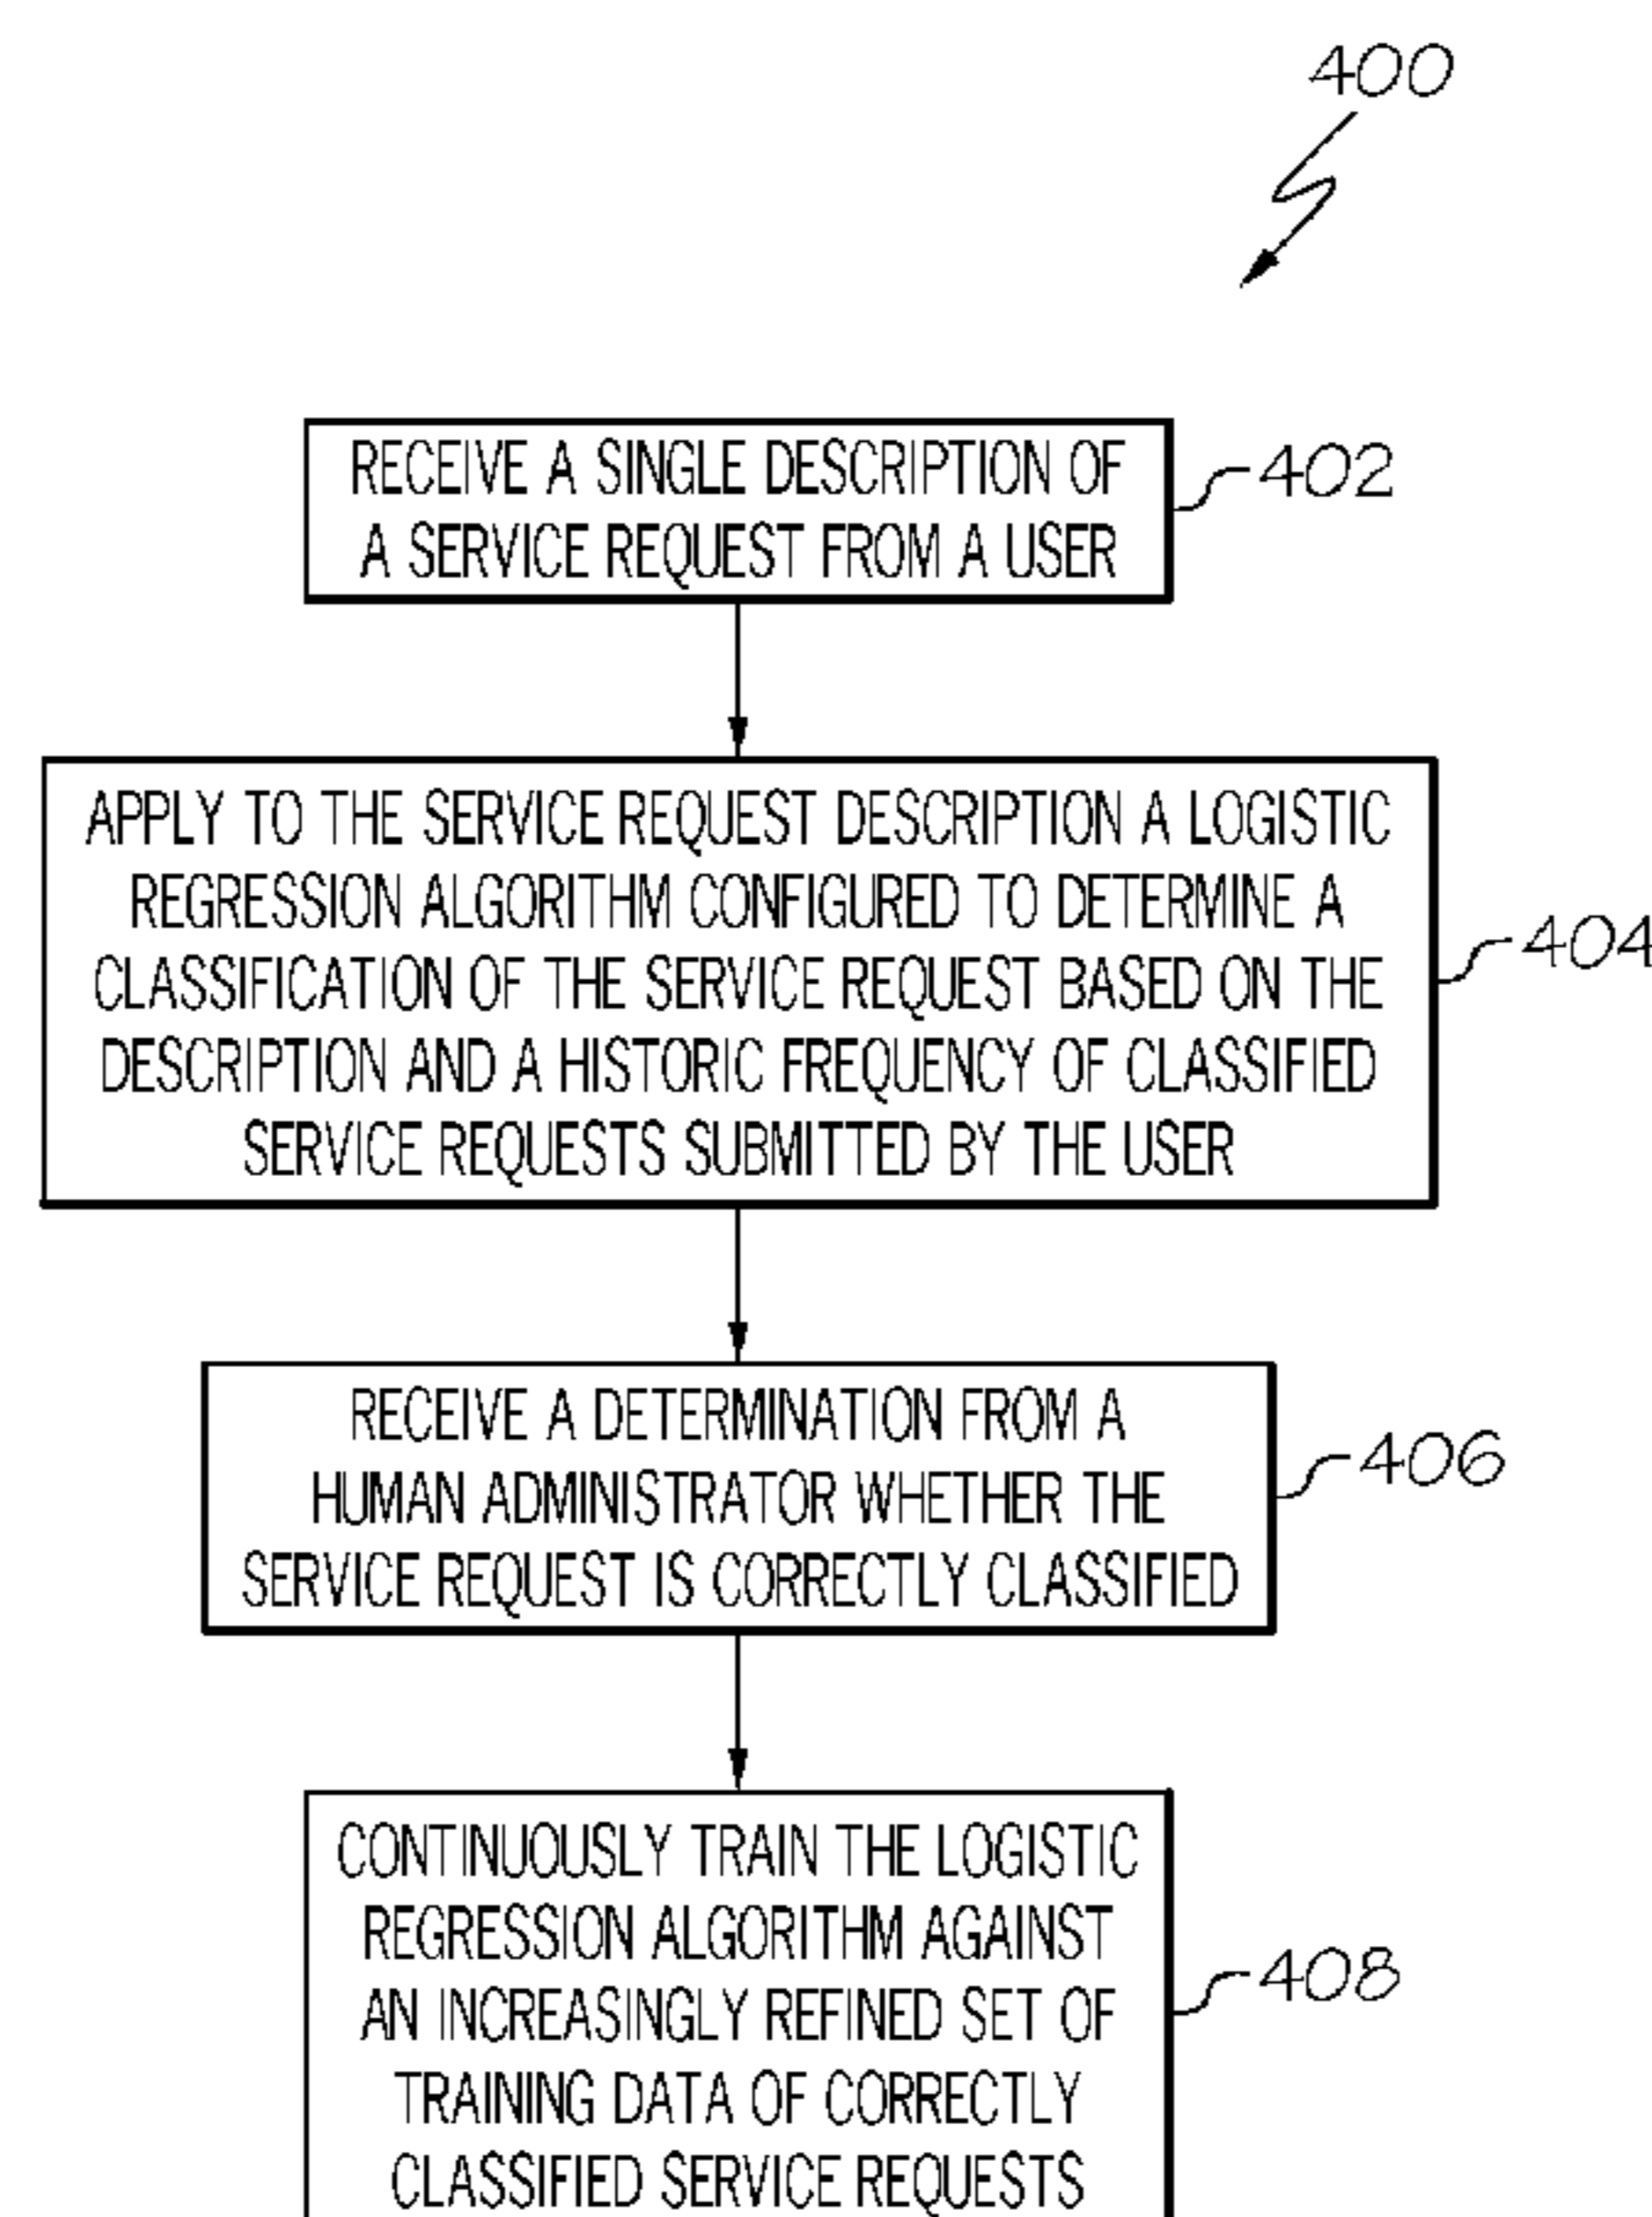 400
RECEIVE A SINGLE DESCRIPTION OF
A SERVICE REQUEST FROM A USER
402
APPLY TO THE SERVICE REQUEST DESCRIPTION A LOGISTIC
REGRESSION ALGORITHM CONFIGURED TO DETERMINE A
CLASSIFICATION OF THE SERVICE REQUEST BASED ON THE
DESCRIPTION AND A HISTORIC FREQUENCY OF CLASSIFIED
SERVICE REQUESTS SUBMITTED BY THE USER
404
RECEIVE A DETERMINATION FROM A
HUMAN ADMINISTRATOR WHETHER THE
SERVICE REQUEST IS CORRECTLY CLASSIFIED
406
CONTINUOUSLY TRAIN THE LOGISTIC
REGRESSION ALGORITHM AGAINST
AN INCREASINGLY REFINED SET OF
TRAINING DATA OF CORRECTLY
CLASSIFIED SERVICE REQUESTS
408